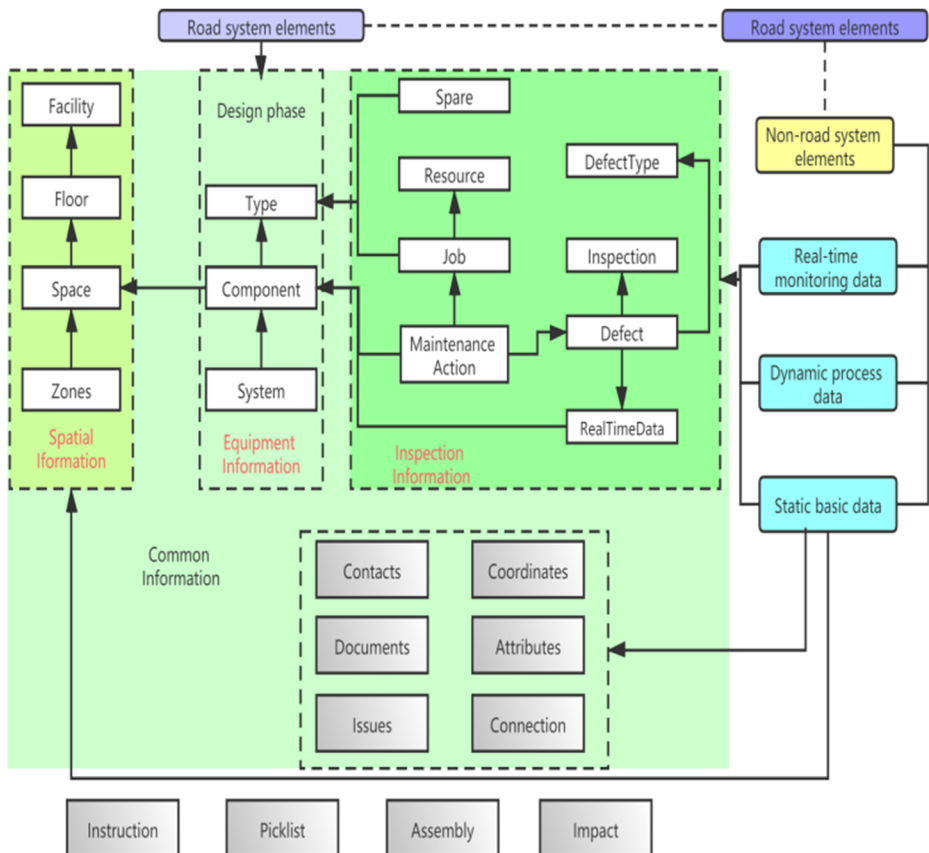 Road system elements
Road system elements
Facility
Floor
Space
Zones
Spatial
Iformation
Design phase
Type
Component
System
Equipment
Information
Spare
Resource
Job
Maintenance
Action
DefectType
Inspection
Defect
RealTimeData
Inspection
Information
Non-road system
elements
Real-time
monitoring data
Dynamic process
data
Static basic data
Common
Information
Contacts
Coordinates
Documents
Attributes
Issues
Connection
Instruction
Picklist
Assembly
Impact